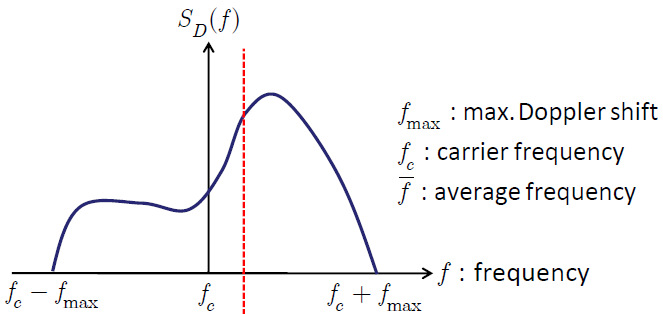 S_D(f)
f_max : max. Doppler shift
f_c : carrier frequency
f̅ : average frequency
f : frequency
f_c − f_max
f_c
f_c + f_max